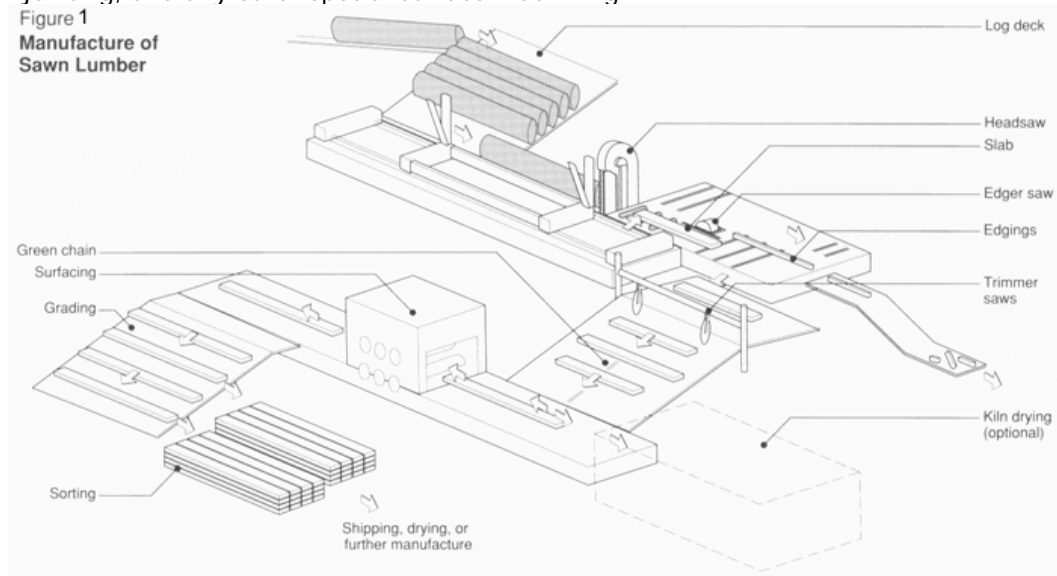 Figure 1
Manufacture of
Sawn Lumber
Log deck
Headsaw
Slab
Edger saw
Edgings
Green chain
Surfacing
Trimmer
saws
Grading
Kiln drying
(optional)
Sorting
Shipping, drying, or
further manufacture